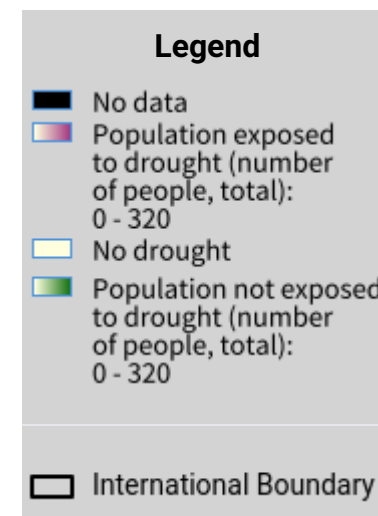 Legend
No data
Population exposed
to drought (number
of people, total):
0 - 320
No drought
Population not exposed
to drought (number
of people, total):
0 - 320
International Boundary